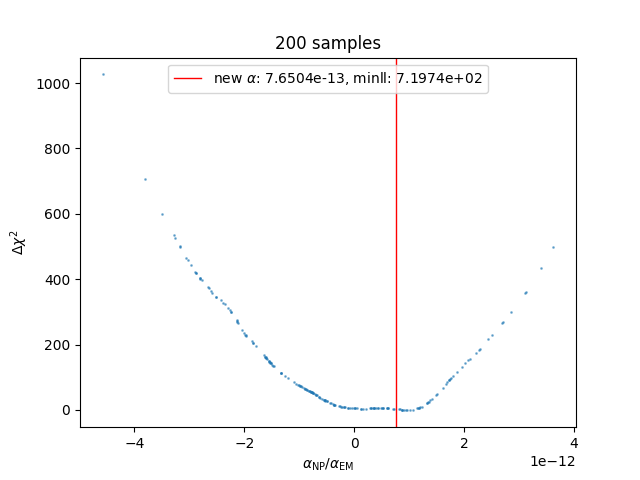 200 samples
new α: 7.6504e-13, minll: 7.1974e+02
1000
800
600
400
200
0
Δχ²
−4
−2
0
2
4
1e−12
α_NP/α_EM